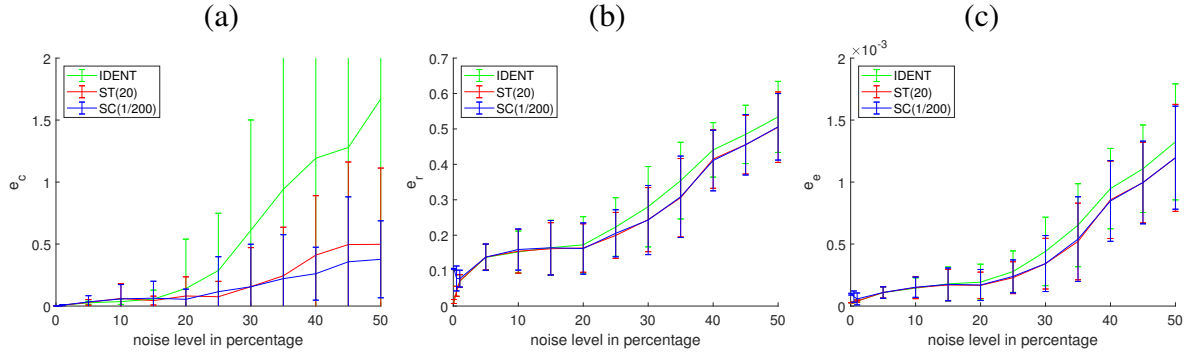 (a)
(b)
(c)
2
1.5
1
0.5
0
e_c
IDENT
ST(20)
SC(1/200)
0 10 20 30 40 50
noise level in percentage
0.7
0.6
0.5
0.4
0.3
0.2
0.1
0
e_r
IDENT
ST(20)
SC(1/200)
0 10 20 30 40 50
noise level in percentage
×10^-3
2
1.5
1
0.5
0
e_e
IDENT
ST(20)
SC(1/200)
0 10 20 30 40 50
noise level in percentage